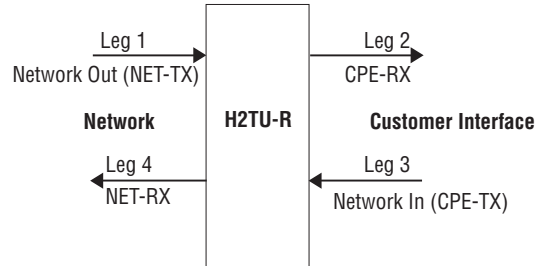 Leg 1
Network Out (NET-TX)
Leg 2
CPE-RX
Network
H2TU-R
Customer Interface
Leg 4
NET-RX
Leg 3
Network In (CPE-TX)